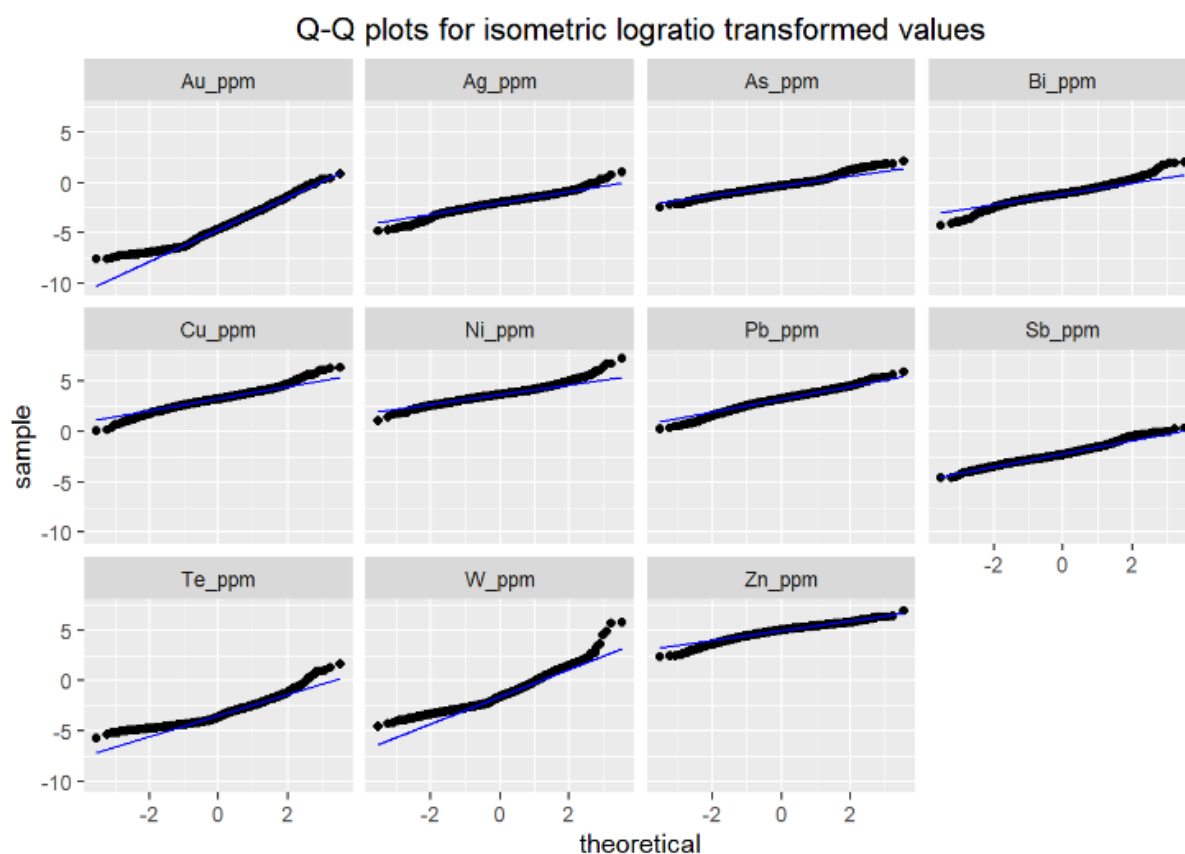 Q-Q plots for isometric logratio transformed values
Au_ppm Ag_ppm As_ppm Bi_ppm
5
0
-5
-10
Cu_ppm Ni_ppm Pb_ppm Sb_ppm
5
0
-5
-10
sample
-2 0 2
Te_ppm W_ppm Zn_ppm
5
0
-5
-10
-2 0 2 -2 0 2 -2 0 2
theoretical